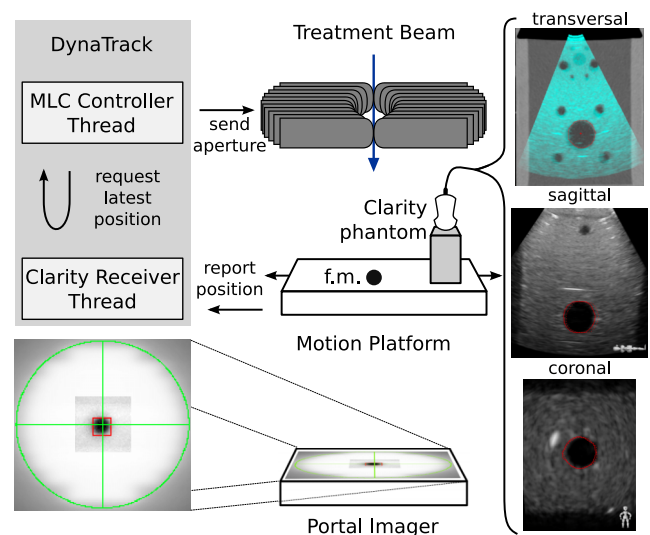 DynaTrack
MLC Controller
Thread
request
latest
position
Clarity Receiver
Thread
send
aperture
report
position
Treatment Beam
Clarity
phantom
f.m.
Motion Platform
Portal Imager
transversal
sagittal
coronal